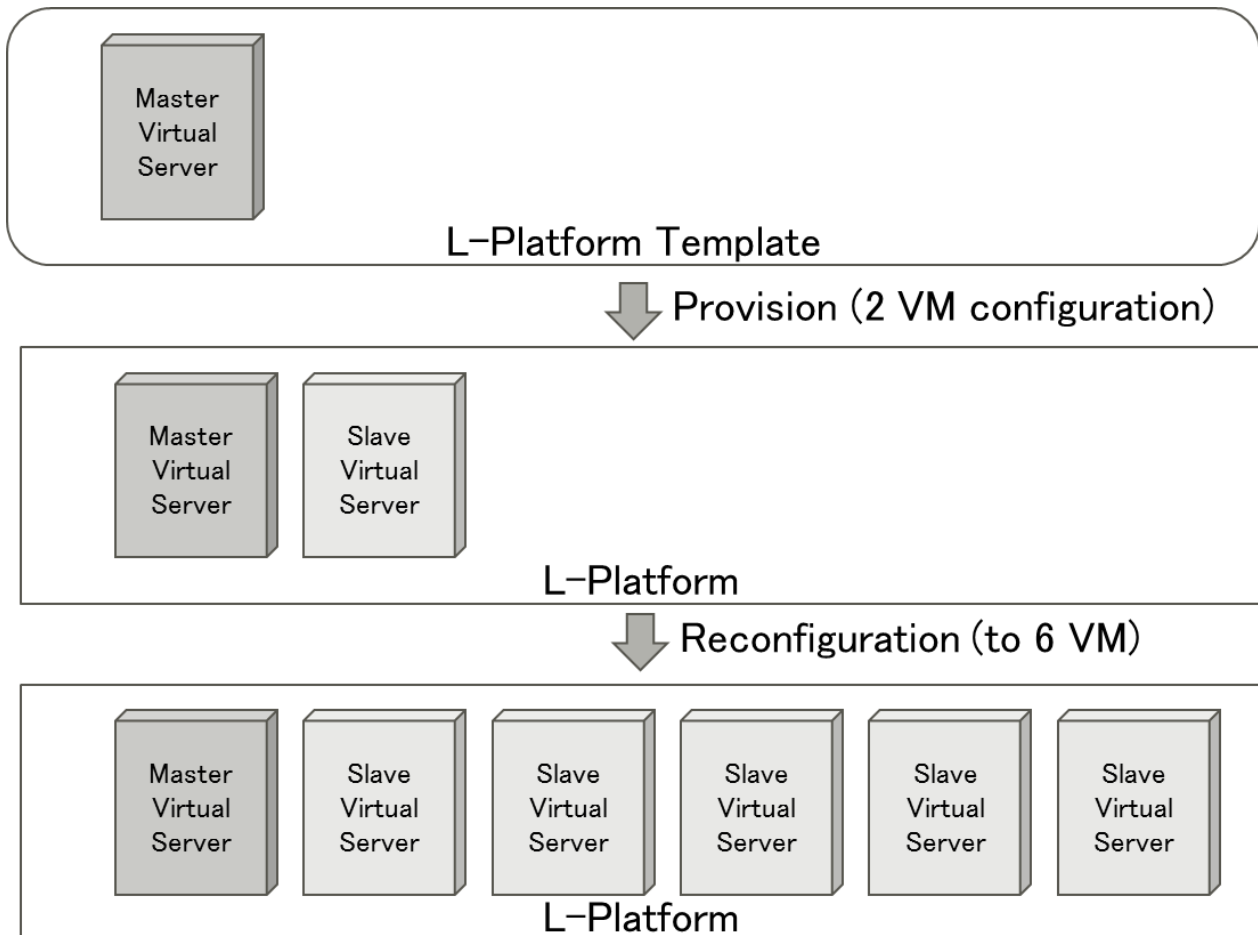 Master
Virtual
Server
L-Platform Template
Provision (2 VM configuration)
Master
Virtual
Server
Slave
Virtual
Server
L-Platform
Reconfiguration (to 6 VM)
Master
Virtual
Server
Slave
Virtual
Server
Slave
Virtual
Server
Slave
Virtual
Server
Slave
Virtual
Server
Slave
Virtual
Server
L-Platform